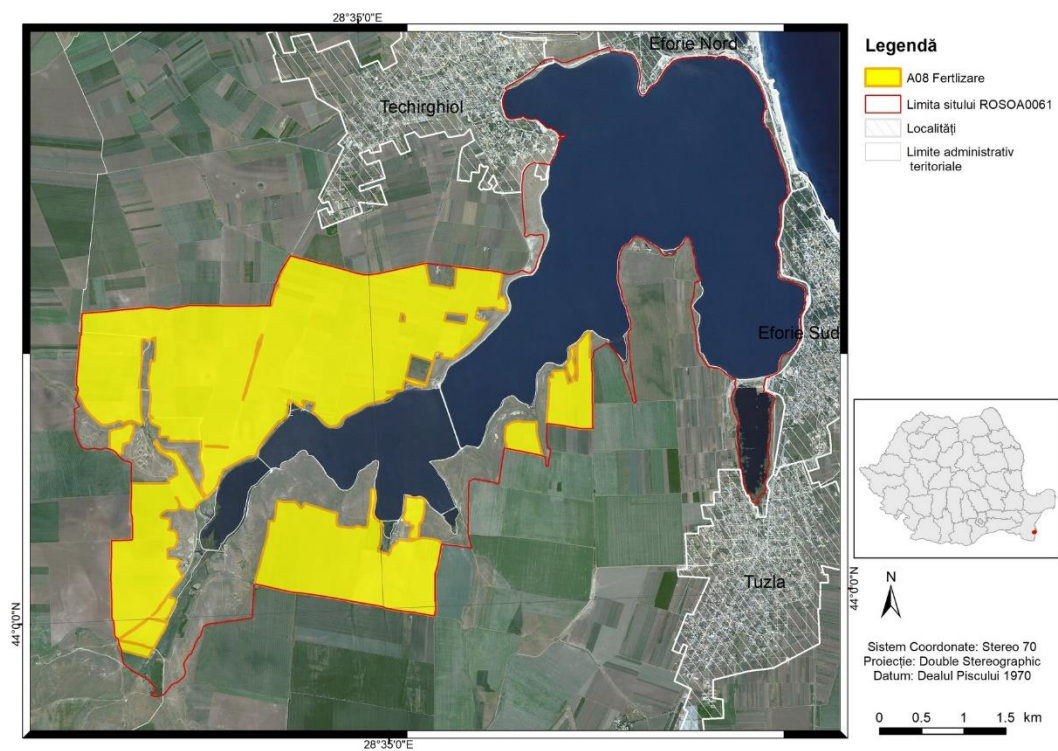 28°35'0"E
Eforie Nord
Techirghiol
Eforie Sud
Tuzla
44°0'0"N
44°0'0"N
28°35'0"E
Legendă
A08 Fertlizare
Limita sitului ROSOA0061
Localități
Limite administrativ
teritoriale
N
Sistem Coordonate: Stereo 70
Proiecție: Double Stereographic
Datum: Dealul Piscului 1970
0 0.5 1 1.5 km